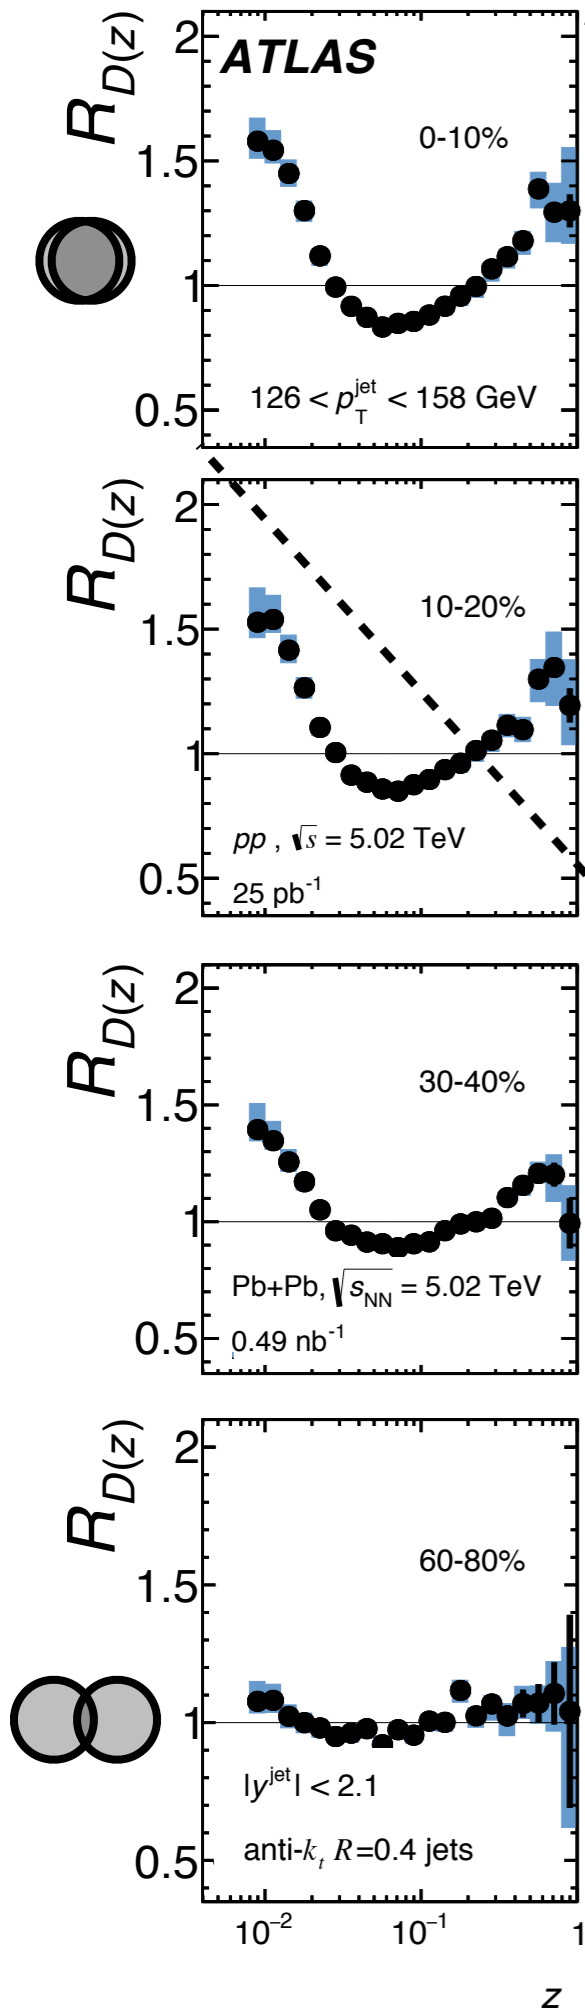 R_D(z)
2
ATLAS
0-10%
1.5
1
126 < p_T^jet < 158 GeV
0.5
R_D(z)
2
10-20%
1.5
1
pp , √s = 5.02 TeV
0.5
25 pb⁻¹
R_D(z)
2
30-40%
1.5
1
Pb+Pb, √s_NN = 5.02 TeV
0.5
0.49 nb⁻¹
R_D(z)
2
60-80%
1.5
1
|y^jet| < 2.1
anti-k_t R=0.4 jets
0.5
10⁻² 10⁻¹ 1
z